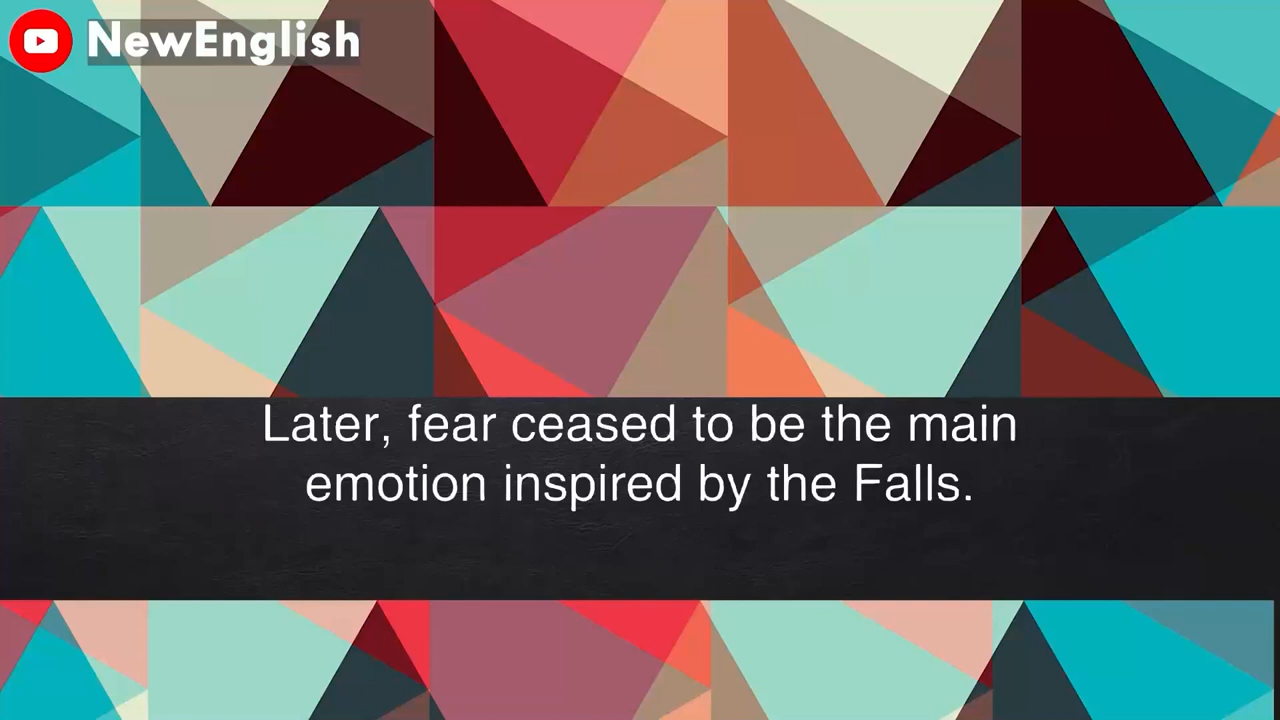 NewEnglish
Later, fear ceased to be the main
emotion inspired by the Falls.